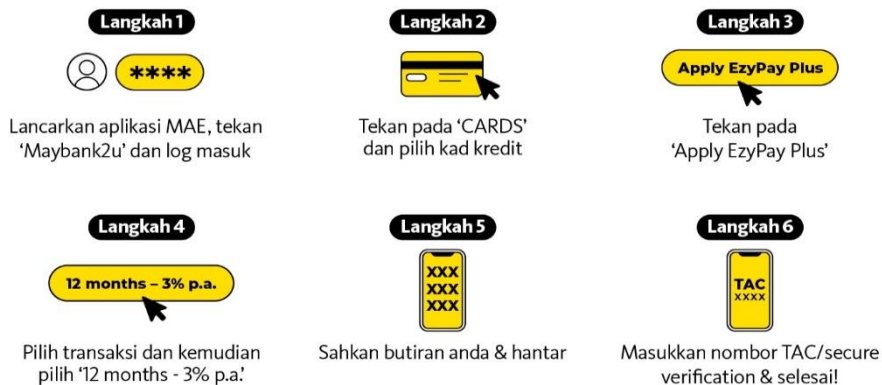 Langkah 1
****
Lancarkan aplikasi MAE, tekan
‘Maybank2u’ dan log masuk
Langkah 2
Tekan pada ‘CARDS’
dan pilih kad kredit
Langkah 3
Apply EzyPay Plus
Tekan pada
‘Apply EzyPay Plus’
Langkah 4
12 months – 3% p.a.
Pilih transaksi dan kemudian
pilih ‘12 months - 3% p.a.’
Langkah 5
XXX
XXX
XXX
Sahkan butiran anda & hantar
Langkah 6
TAC
XXXX
Masukkan nombor TAC/secure
verification & selesai!